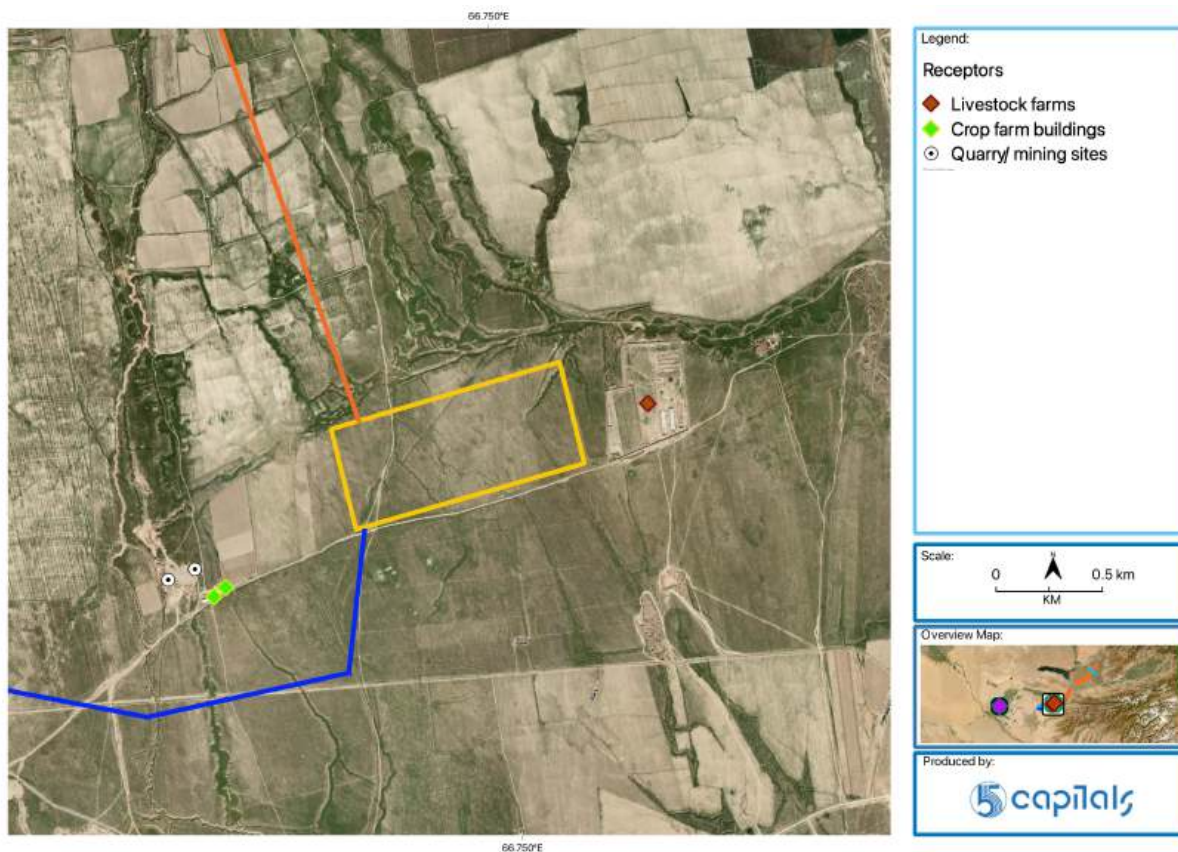 66.750°E
Legend:
Receptors
Livestock farms
Crop farm buildings
Quarry/ mining sites
Scale:
N
0 0.5 km
KM
Overview Map:
Produced by:
5 capitals
66.750°E